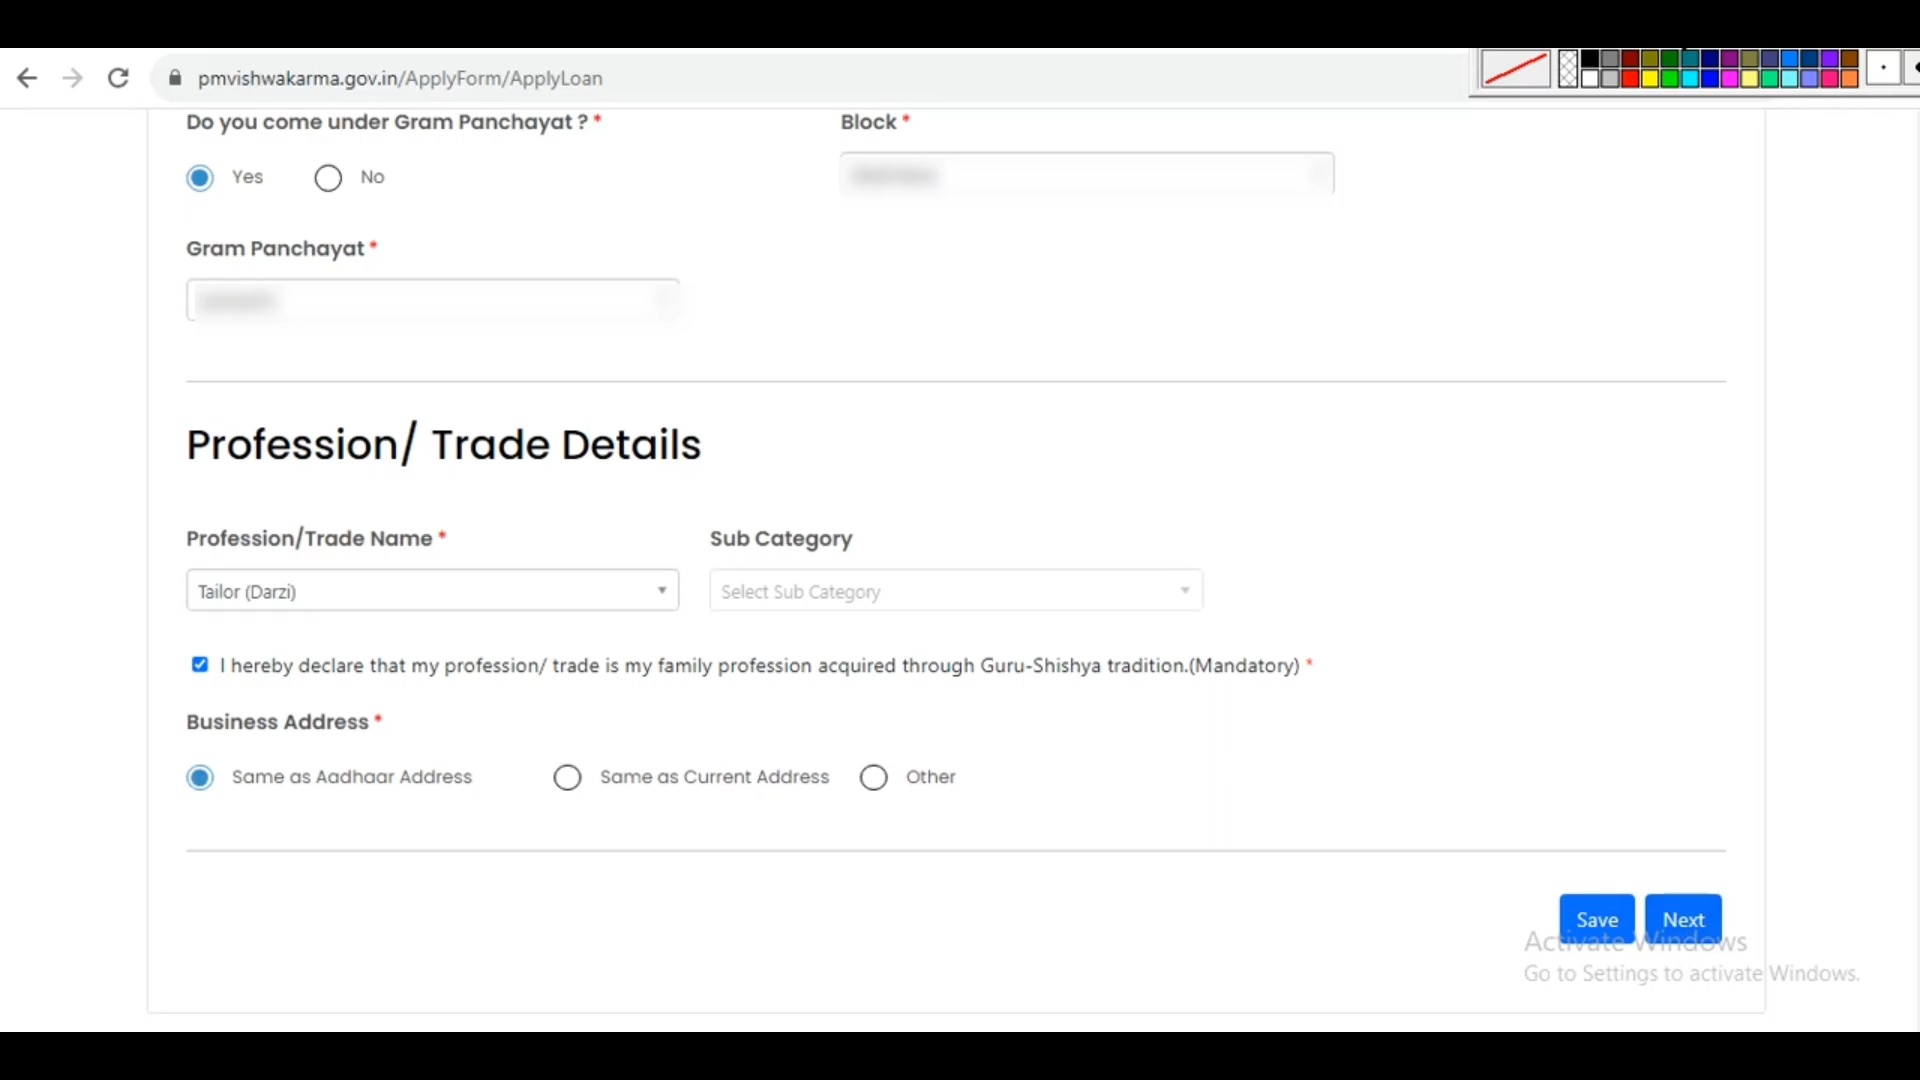 pmvishwakarma.gov.in/ApplyForm/ApplyLoan
Do you come under Gram Panchayat ? *
Block *
Yes
No
Gram Panchayat *
Profession/ Trade Details
Profession/Trade Name *
Sub Category
Tailor (Darzi)
Select Sub Category
I hereby declare that my profession/ trade is my family profession acquired through Guru-Shishya tradition.(Mandatory) *
Business Address *
Same as Aadhaar Address
Same as Current Address
Other
Save
Next
Activate Windows
Go to Settings to activate Windows.